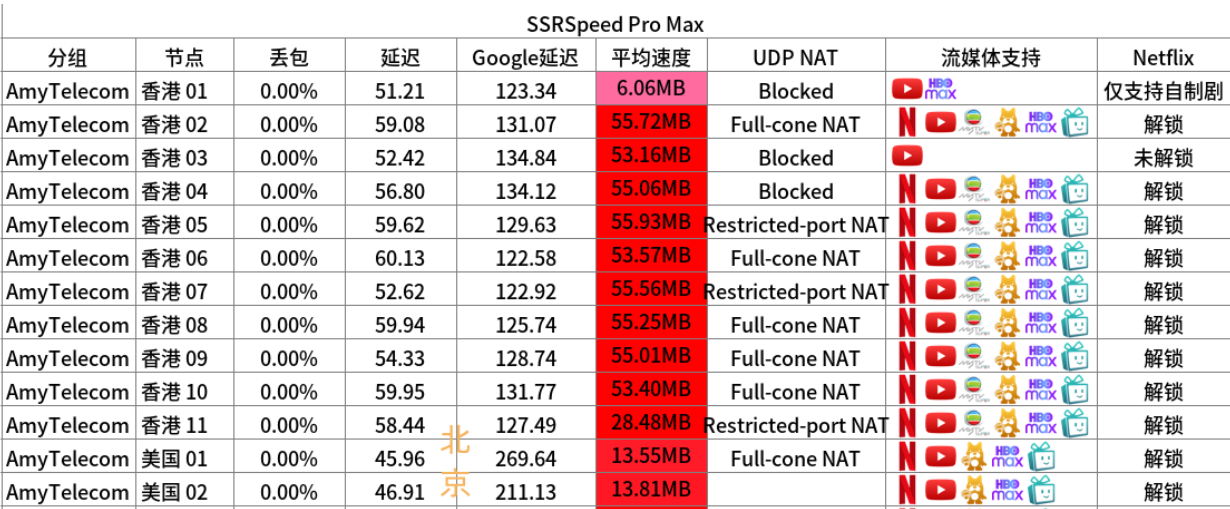 SSRSpeed Pro Max
分组 节点 丢包 延迟 Google延迟 平均速度 UDP NAT 流媒体支持 Netflix
AmyTelecom 香港 01 0.00% 51.21 123.34 6.06MB Blocked HBO max 仅支持自制剧
AmyTelecom 香港 02 0.00% 59.08 131.07 55.72MB Full-cone NAT N HBO max 解锁
AmyTelecom 香港 03 0.00% 52.42 134.84 53.16MB Blocked 未解锁
AmyTelecom 香港 04 0.00% 56.80 134.12 55.06MB Blocked N HBO max 解锁
AmyTelecom 香港 05 0.00% 59.62 129.63 55.93MB Restricted-port NAT N HBO max 解锁
AmyTelecom 香港 06 0.00% 60.13 122.58 53.57MB Full-cone NAT N HBO max 解锁
AmyTelecom 香港 07 0.00% 52.62 122.92 55.56MB Restricted-port NAT N HBO max 解锁
AmyTelecom 香港 08 0.00% 59.94 125.74 55.25MB Full-cone NAT N HBO max 解锁
AmyTelecom 香港 09 0.00% 54.33 128.74 55.01MB Full-cone NAT N HBO max 解锁
AmyTelecom 香港 10 0.00% 59.95 131.77 53.40MB Full-cone NAT N HBO max 解锁
AmyTelecom 香港 11 0.00% 58.44 127.49 28.48MB Restricted-port NAT N HBO max 解锁
AmyTelecom 美国 01 0.00% 45.96 269.64 13.55MB Full-cone NAT N HBO max 解锁
AmyTelecom 美国 02 0.00% 46.91 211.13 13.81MB N HBO max 解锁
北
京